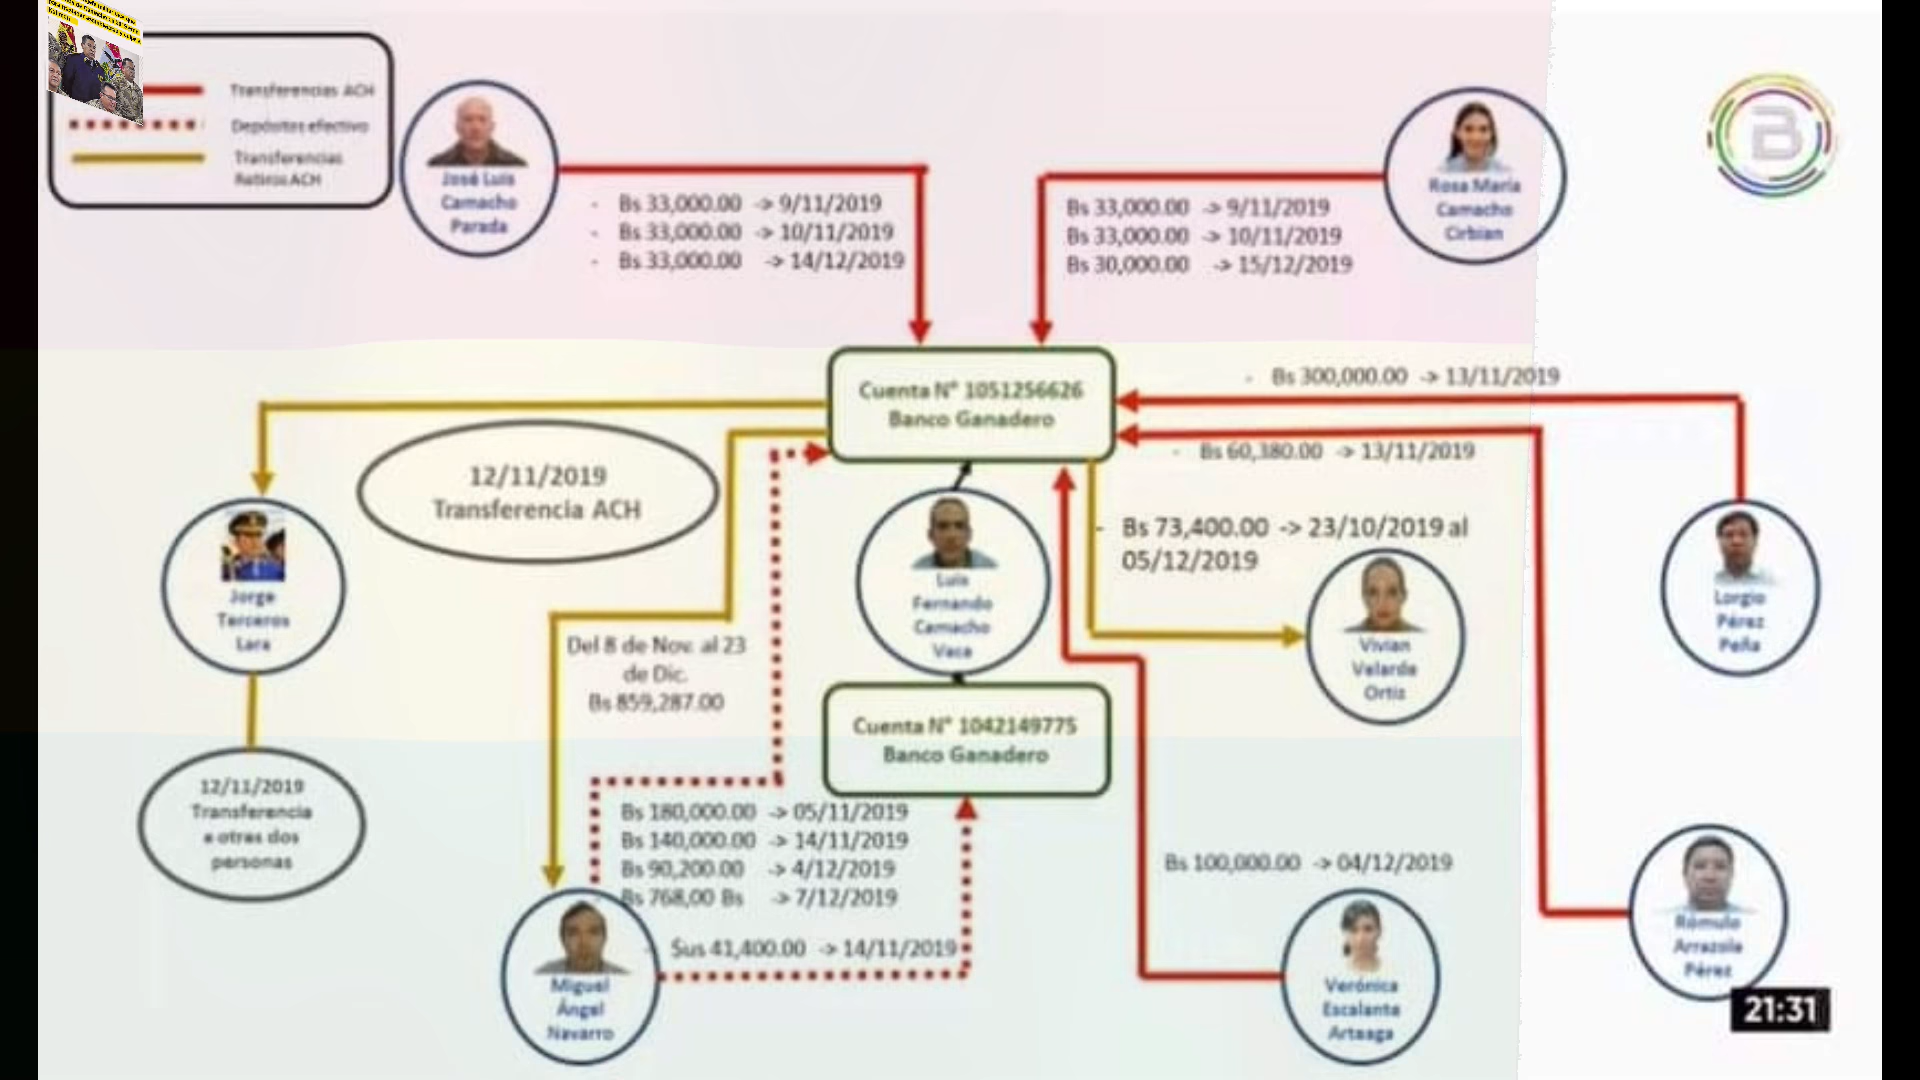 Transferencias ACH
Depósitos efectivo
Transferencias
Retiros ACH
José Luis
Camacho
Parada
- Bs 33,000.00 -> 9/11/2019
- Bs 33,000.00 -> 10/11/2019
- Bs 33,000.00 -> 14/12/2019
Bs 33,000.00 -> 9/11/2019
Bs 33,000.00 -> 10/11/2019
Bs 30,000.00 -> 15/12/2019
Rosa María
Camacho
Cirbian
B
Cuenta N° 1051256626
Banco Ganadero
- Bs 300,000.00 -> 13/11/2019
- Bs 60,380.00 -> 13/11/2019
12/11/2019
Transferencia ACH
- Bs 73,400.00 -> 23/10/2019 al
05/12/2019
Jorge
Terceros
Lara
Luis
Fernando
Camacho
Vaca
Vivian
Velarde
Ortiz
Lorgio
Pérez
Peña
Del 8 de Nov. al 23
de Dic.
Bs 859,287.00
Cuenta N° 1042149775
Banco Ganadero
12/11/2019
Transferencia
a otras dos
personas
Bs 180,000.00 -> 05/11/2019
Bs 140,000.00 -> 14/11/2019
Bs 90,200.00 -> 4/12/2019
- Bs 768,00 Bs -> 7/12/2019
- $us 41,400.00 -> 14/11/2019
Bs 100,000.00 -> 04/12/2019
Miguel
Ángel
Navarro
Verónica
Escalante
Arteaga
Rómulo
Arrazola
Pérez
21:31